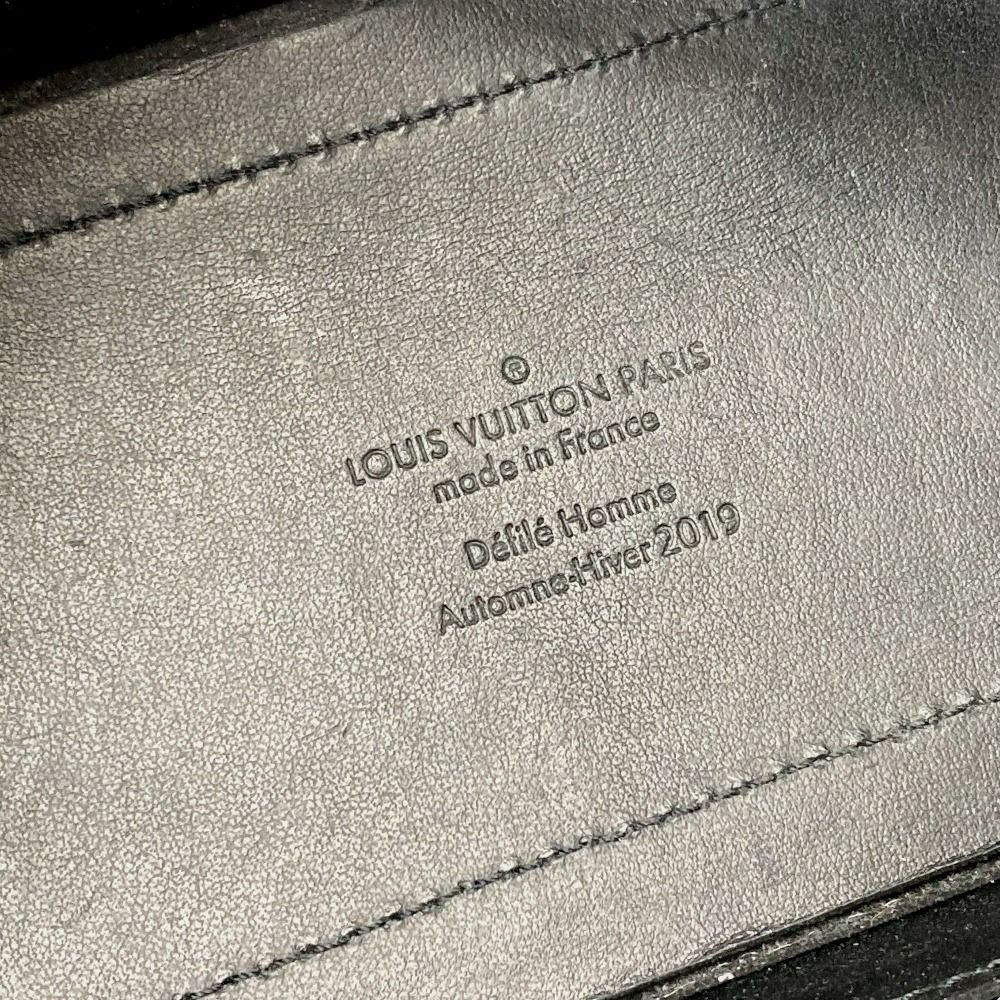 ®
LOUIS VUITTON PARIS
made in France
Défilé Homme
Automne-Hiver 2019